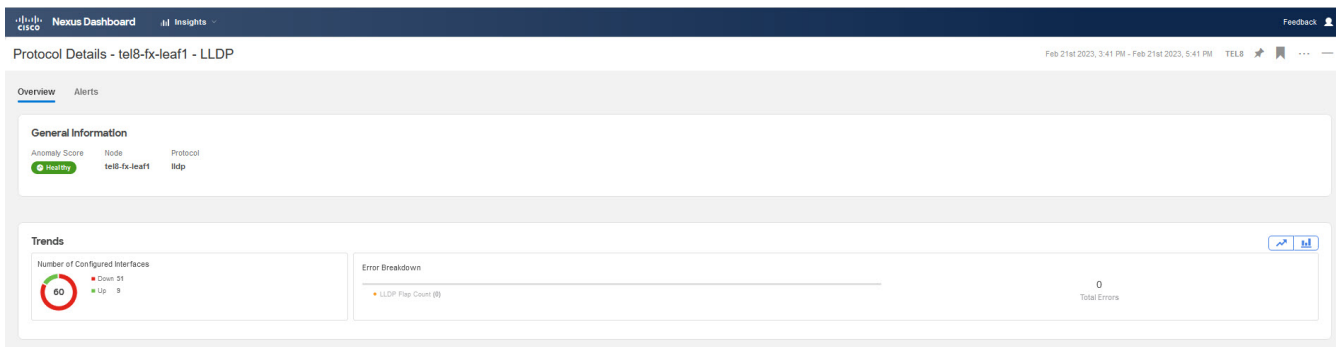 cisco Nexus Dashboard Insights Feedback
Protocol Details - tel8-fx-leaf1 - LLDP Feb 21st 2023, 3:41 PM - Feb 21st 2023, 5:41 PM TEL8
Overview Alerts
General Information
Anomaly Score Node Protocol
Healthy tel8-fx-leaf1 lldp
Trends
Number of Configured Interfaces
60
Down 51
Up 9
Error Breakdown
LLDP Flap Count (0)
0
Total Errors